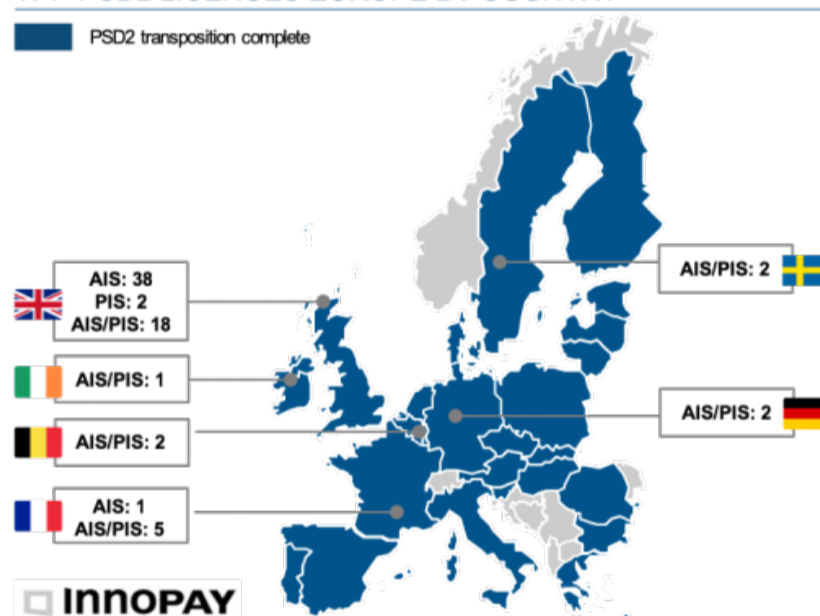 PSD2 transposition complete
AIS: 38
PIS: 2
AIS/PIS: 18
AIS/PIS: 1
AIS/PIS: 2
AIS: 1
AIS/PIS: 5
AIS/PIS: 2
AIS/PIS: 2
INNOPAY